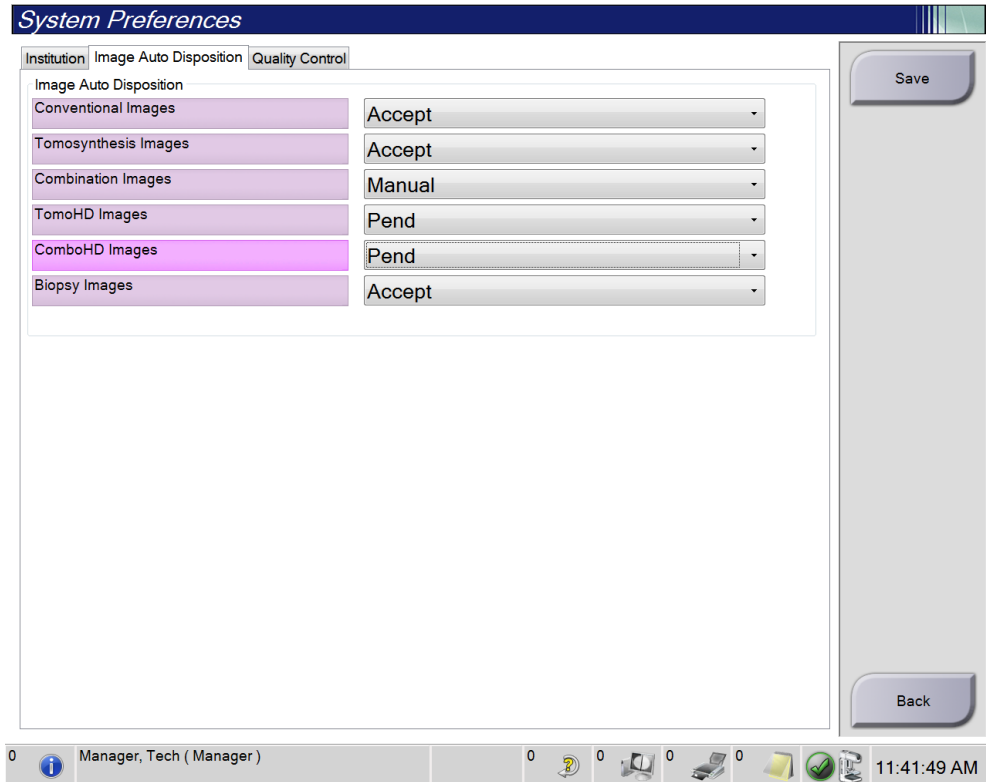 System Preferences
Institution Image Auto Disposition Quality Control
Save
Image Auto Disposition
Conventional Images Accept
Tomosynthesis Images Accept
Combination Images Manual
TomoHD Images Pend
ComboHD Images Pend
Biopsy Images Accept
Back
0 Manager, Tech ( Manager ) 0 0 0 0 11:41:49 AM